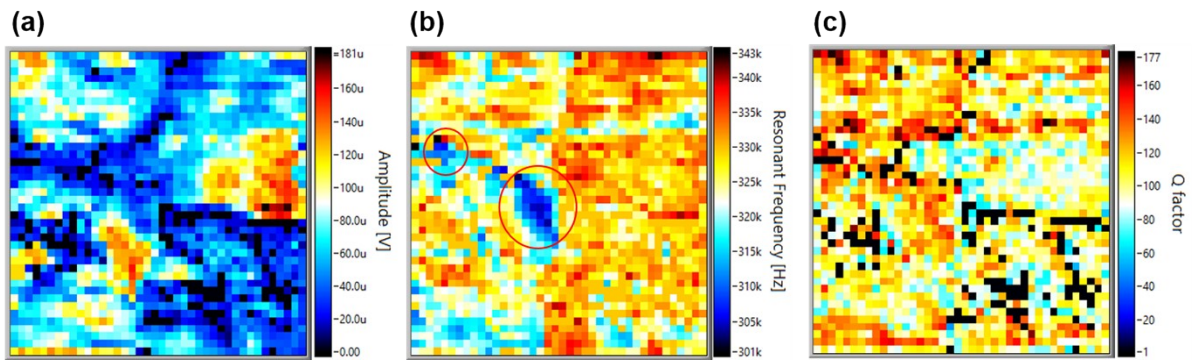 (a)
(b)
(c)
181u
160u
140u
120u
100u
80.0u
60.0u
40.0u
20.0u
0.00
Amplitude [V]
343k
340k
335k
330k
325k
320k
315k
310k
305k
301k
Resonant Frequency [Hz]
177
160
140
120
100
80
60
40
20
1
Q factor